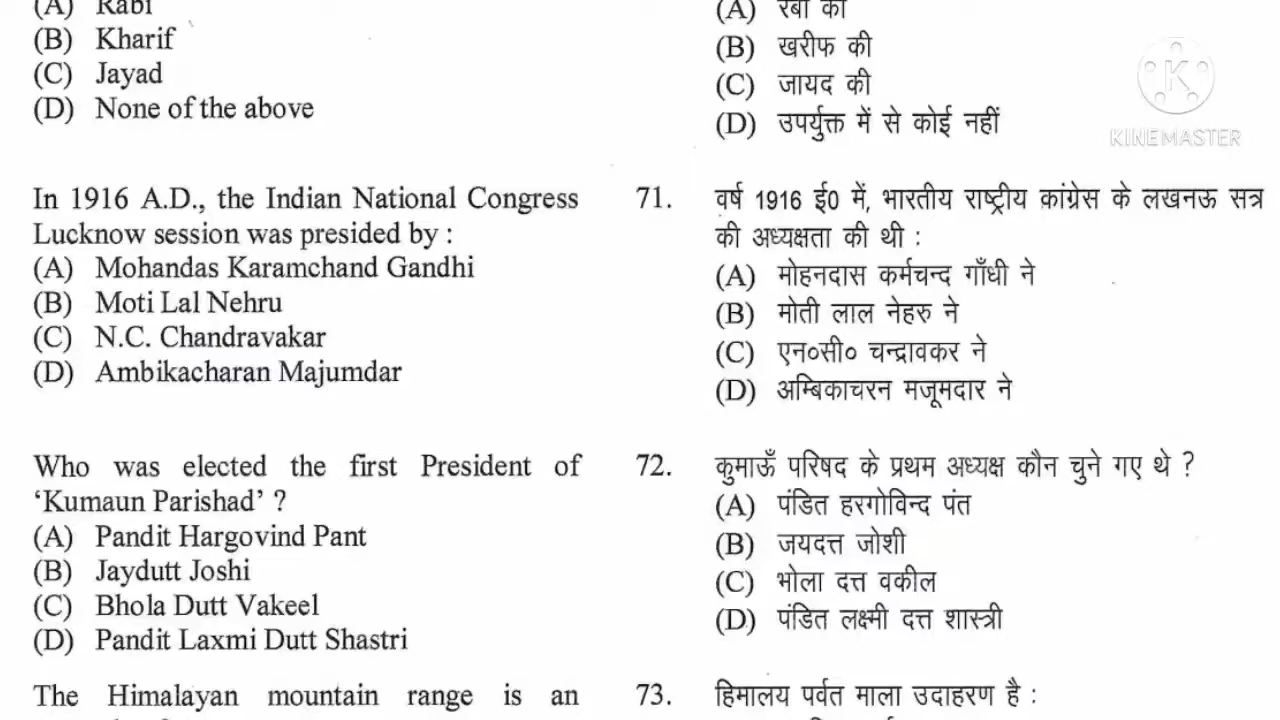 (A) Rabi
(B) Kharif
(C) Jayad
(D) None of the above
In 1916 A.D., the Indian National Congress
Lucknow session was presided by :
(A) Mohandas Karamchand Gandhi
(B) Moti Lal Nehru
(C) N.C. Chandravakar
(D) Ambikacharan Majumdar
Who was elected the first President of
‘Kumaun Parishad’ ?
(A) Pandit Hargovind Pant
(B) Jaydutt Joshi
(C) Bhola Dutt Vakeel
(D) Pandit Laxmi Dutt Shastri
The Himalayan mountain range is an
(A) रबी की
(B) खरीफ की
(C) जायद की
(D) उपर्युक्त में से कोई नहीं
71. वर्ष 1916 ई0 में, भारतीय राष्ट्रीय कांग्रेस के लखनऊ सत्र
की अध्यक्षता की थी :
(A) मोहनदास कर्मचन्द गाँधी ने
(B) मोती लाल नेहरु ने
(C) एन०सी० चन्द्रावकर ने
(D) अम्बिकाचरन मजूमदार ने
72. कुमाऊँ परिषद के प्रथम अध्यक्ष कौन चुने गए थे ?
(A) पंडित हरगोविन्द पंत
(B) जयदत्त जोशी
(C) भोला दत्त वकील
(D) पंडित लक्ष्मी दत्त शास्त्री
73. हिमालय पर्वत माला उदाहरण है :
K
KINEMASTER